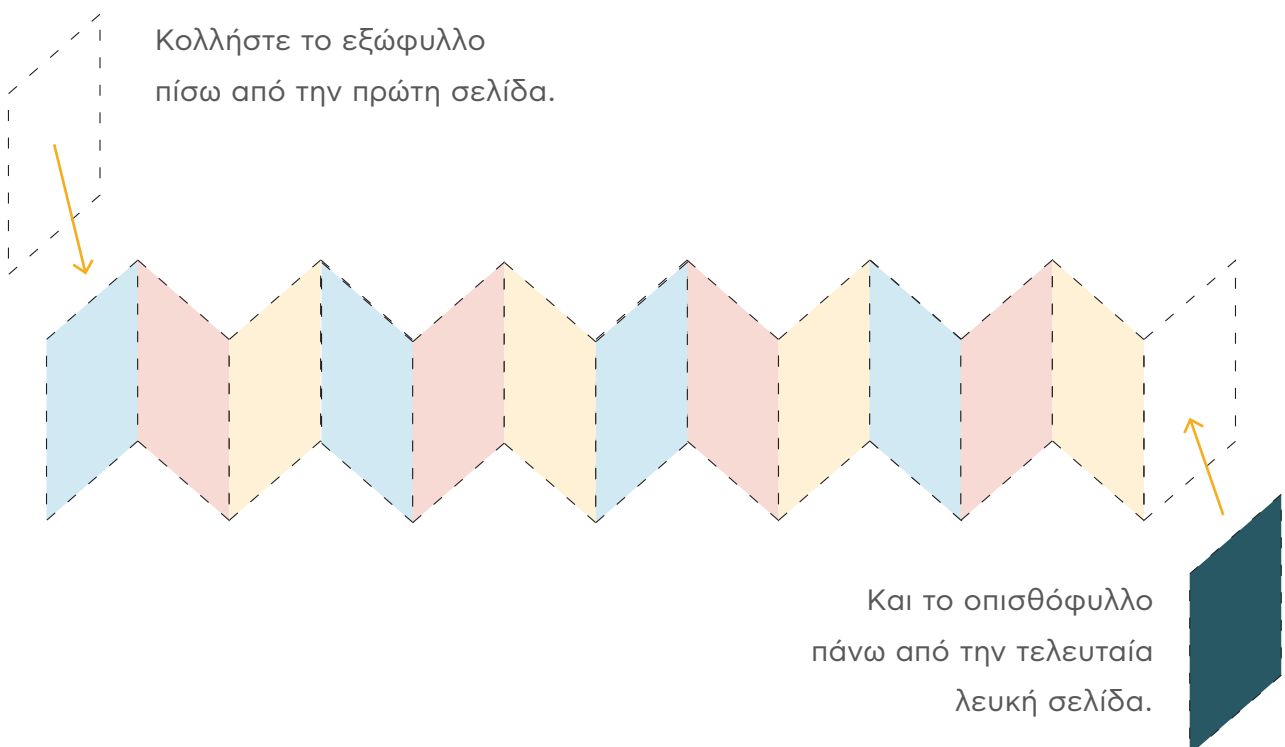 Κολλήστε το εξώφυλλο
πίσω από την πρώτη σελίδα.
Και το οπισθόφυλλο
πάνω από την τελευταία
λευκή σελίδα.